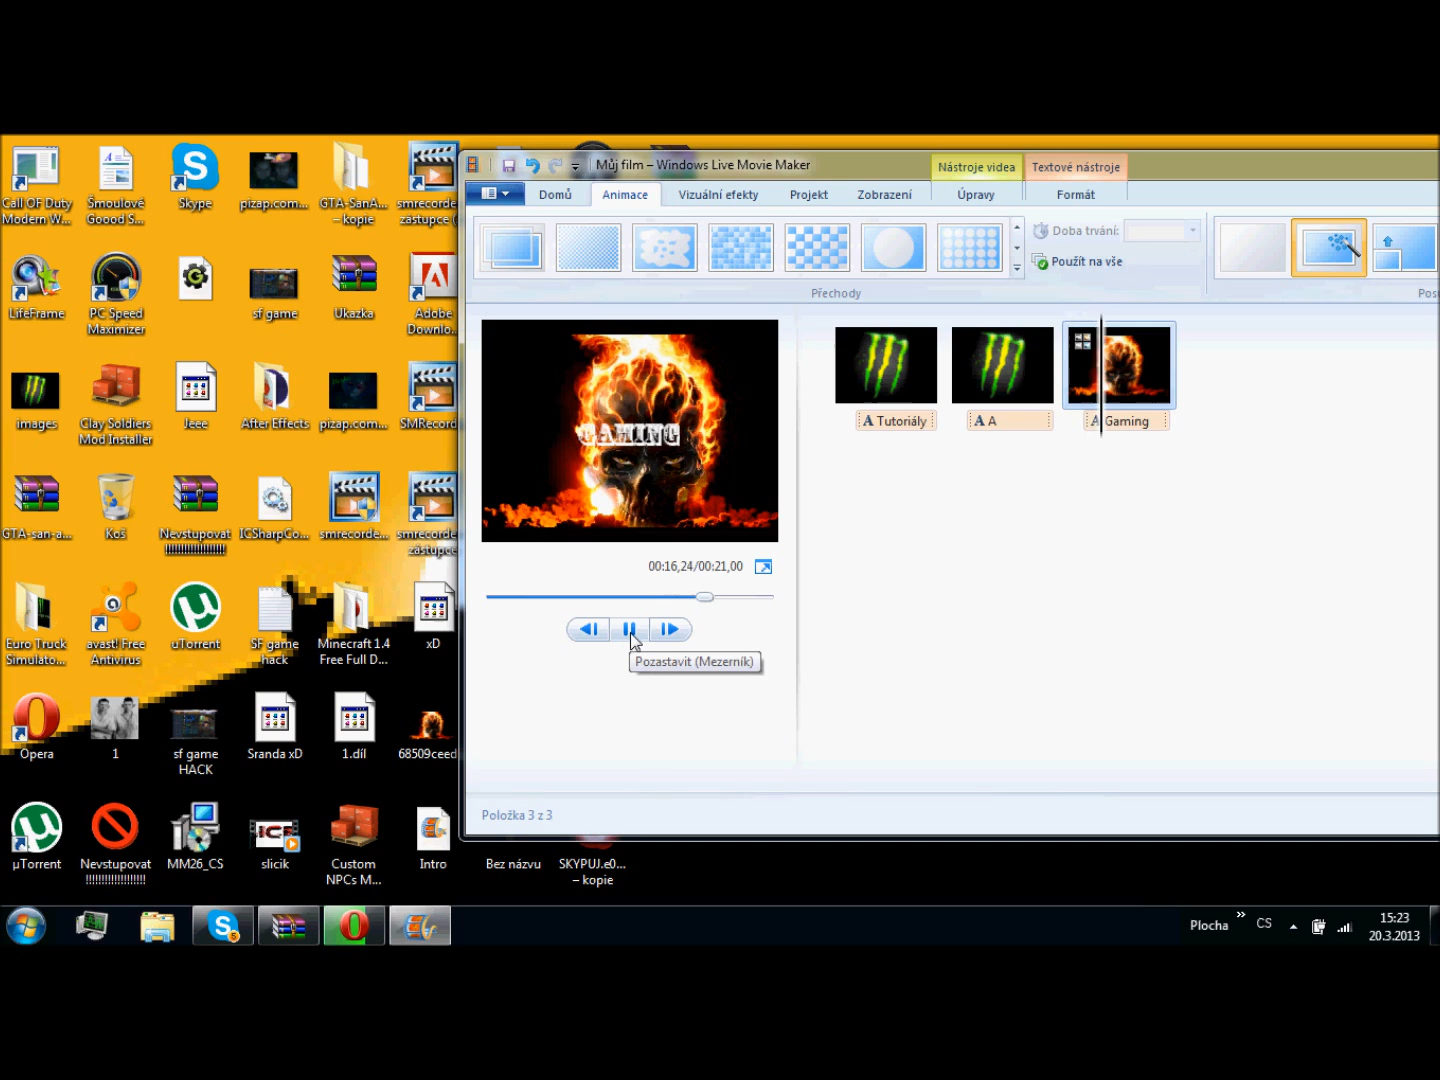 Můj film – Windows Live Movie Maker
Nástroje videa
Textové nástroje
Domů
Animace
Vizuální efekty
Projekt
Zobrazení
Úpravy
Formát
Doba trvání:
Použít na vše
Přechody
GAMING
A Tutoriály
A A
A Gaming
00:16,24/00:21,00
Pozastavit (Mezerník)
Položka 3 z 3
Call OF Duty
Modern W...
Šmoulové
Goood S...
Skype
pizap.com...
GTA-SanA...
– kopie
smrecorde
zástupce
LifeFrame
PC Speed
Maximizer
sf game
Ukazka
Adobe
Downlo...
images
Clay Soldiers
Mod Installer
Jeee
After Effects
pizap.com...
SMRecord
GTA-san-a...
Koš
Nevstupovat
!!!!!!!!!!!!!!!!!!
ICSharpCo...
smrecorde...
smrecorde
zástupce
Euro Truck
Simulato...
avast! Free
Antivirus
uTorrent
SF game
hack
Minecraft 1.4
Free Full D...
xD
Opera
1
sf game
HACK
Sranda xD
1.díl
68509ceed
µTorrent
Nevstupovat
!!!!!!!!!!!!!!!!!!
MM26_CS
slicik
Custom
NPCs M...
Intro
Bez názvu
SKYPUJ.e0...
– kopie
Plocha
CS
15:23
20.3.2013